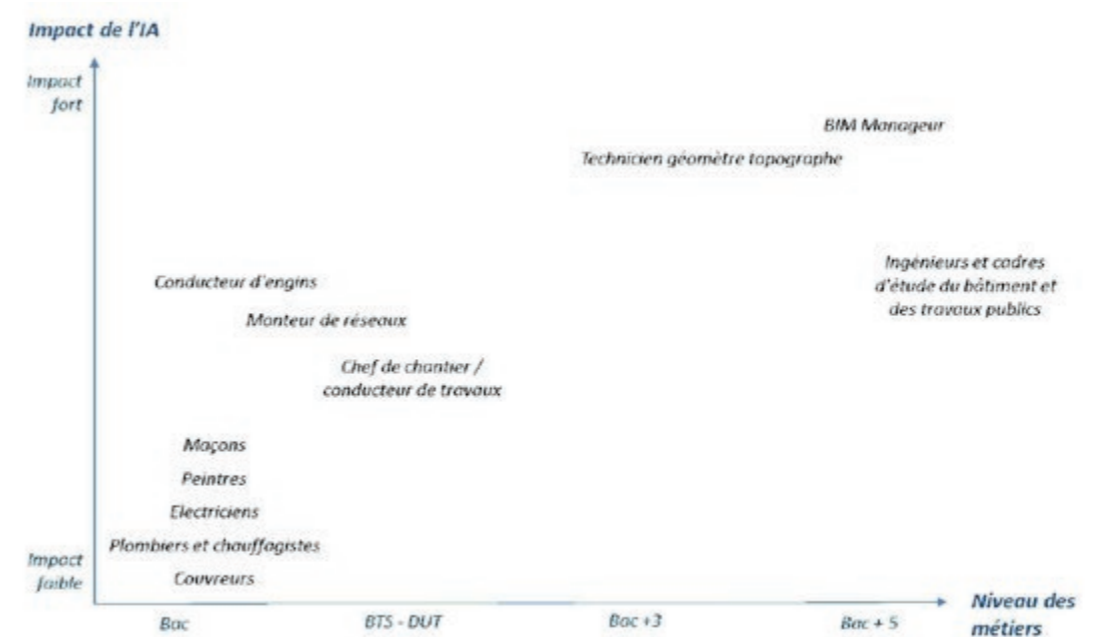 Impact de l'IA
Impact
fort
BIM Manageur
Technicien géomètre topographe
Ingénieurs et cadres
d'étude du bâtiment et
des travaux publics
Conducteur d'engins
Monteur de réseaux
Chef de chantier /
conducteur de travaux
Maçons
Peintres
Electriciens
Plombiers et chauffagistes
Impact
faible
Couvreurs
Bac
BTS - DUT
Bac +3
Bac + 5
Niveau des
métiers